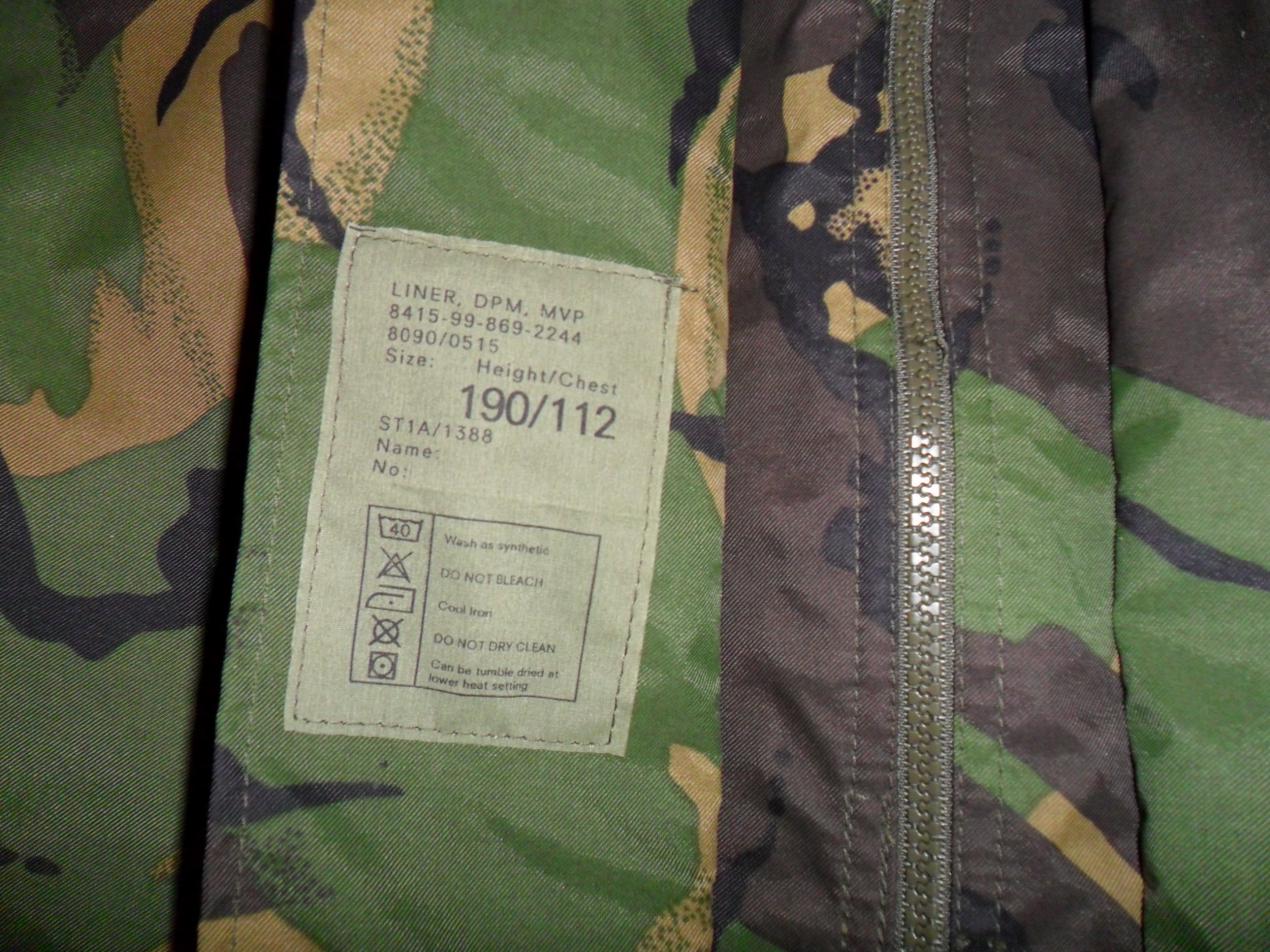 LINER, DPM, MVP
8415-99-869-2244
8090/0515
Size: Height/Chest
190/112
ST1A/1388
Name:
No:
40 Wash as synthetic
DO NOT BLEACH
Cool Iron
DO NOT DRY CLEAN
Can be tumble dried at
lower heat setting